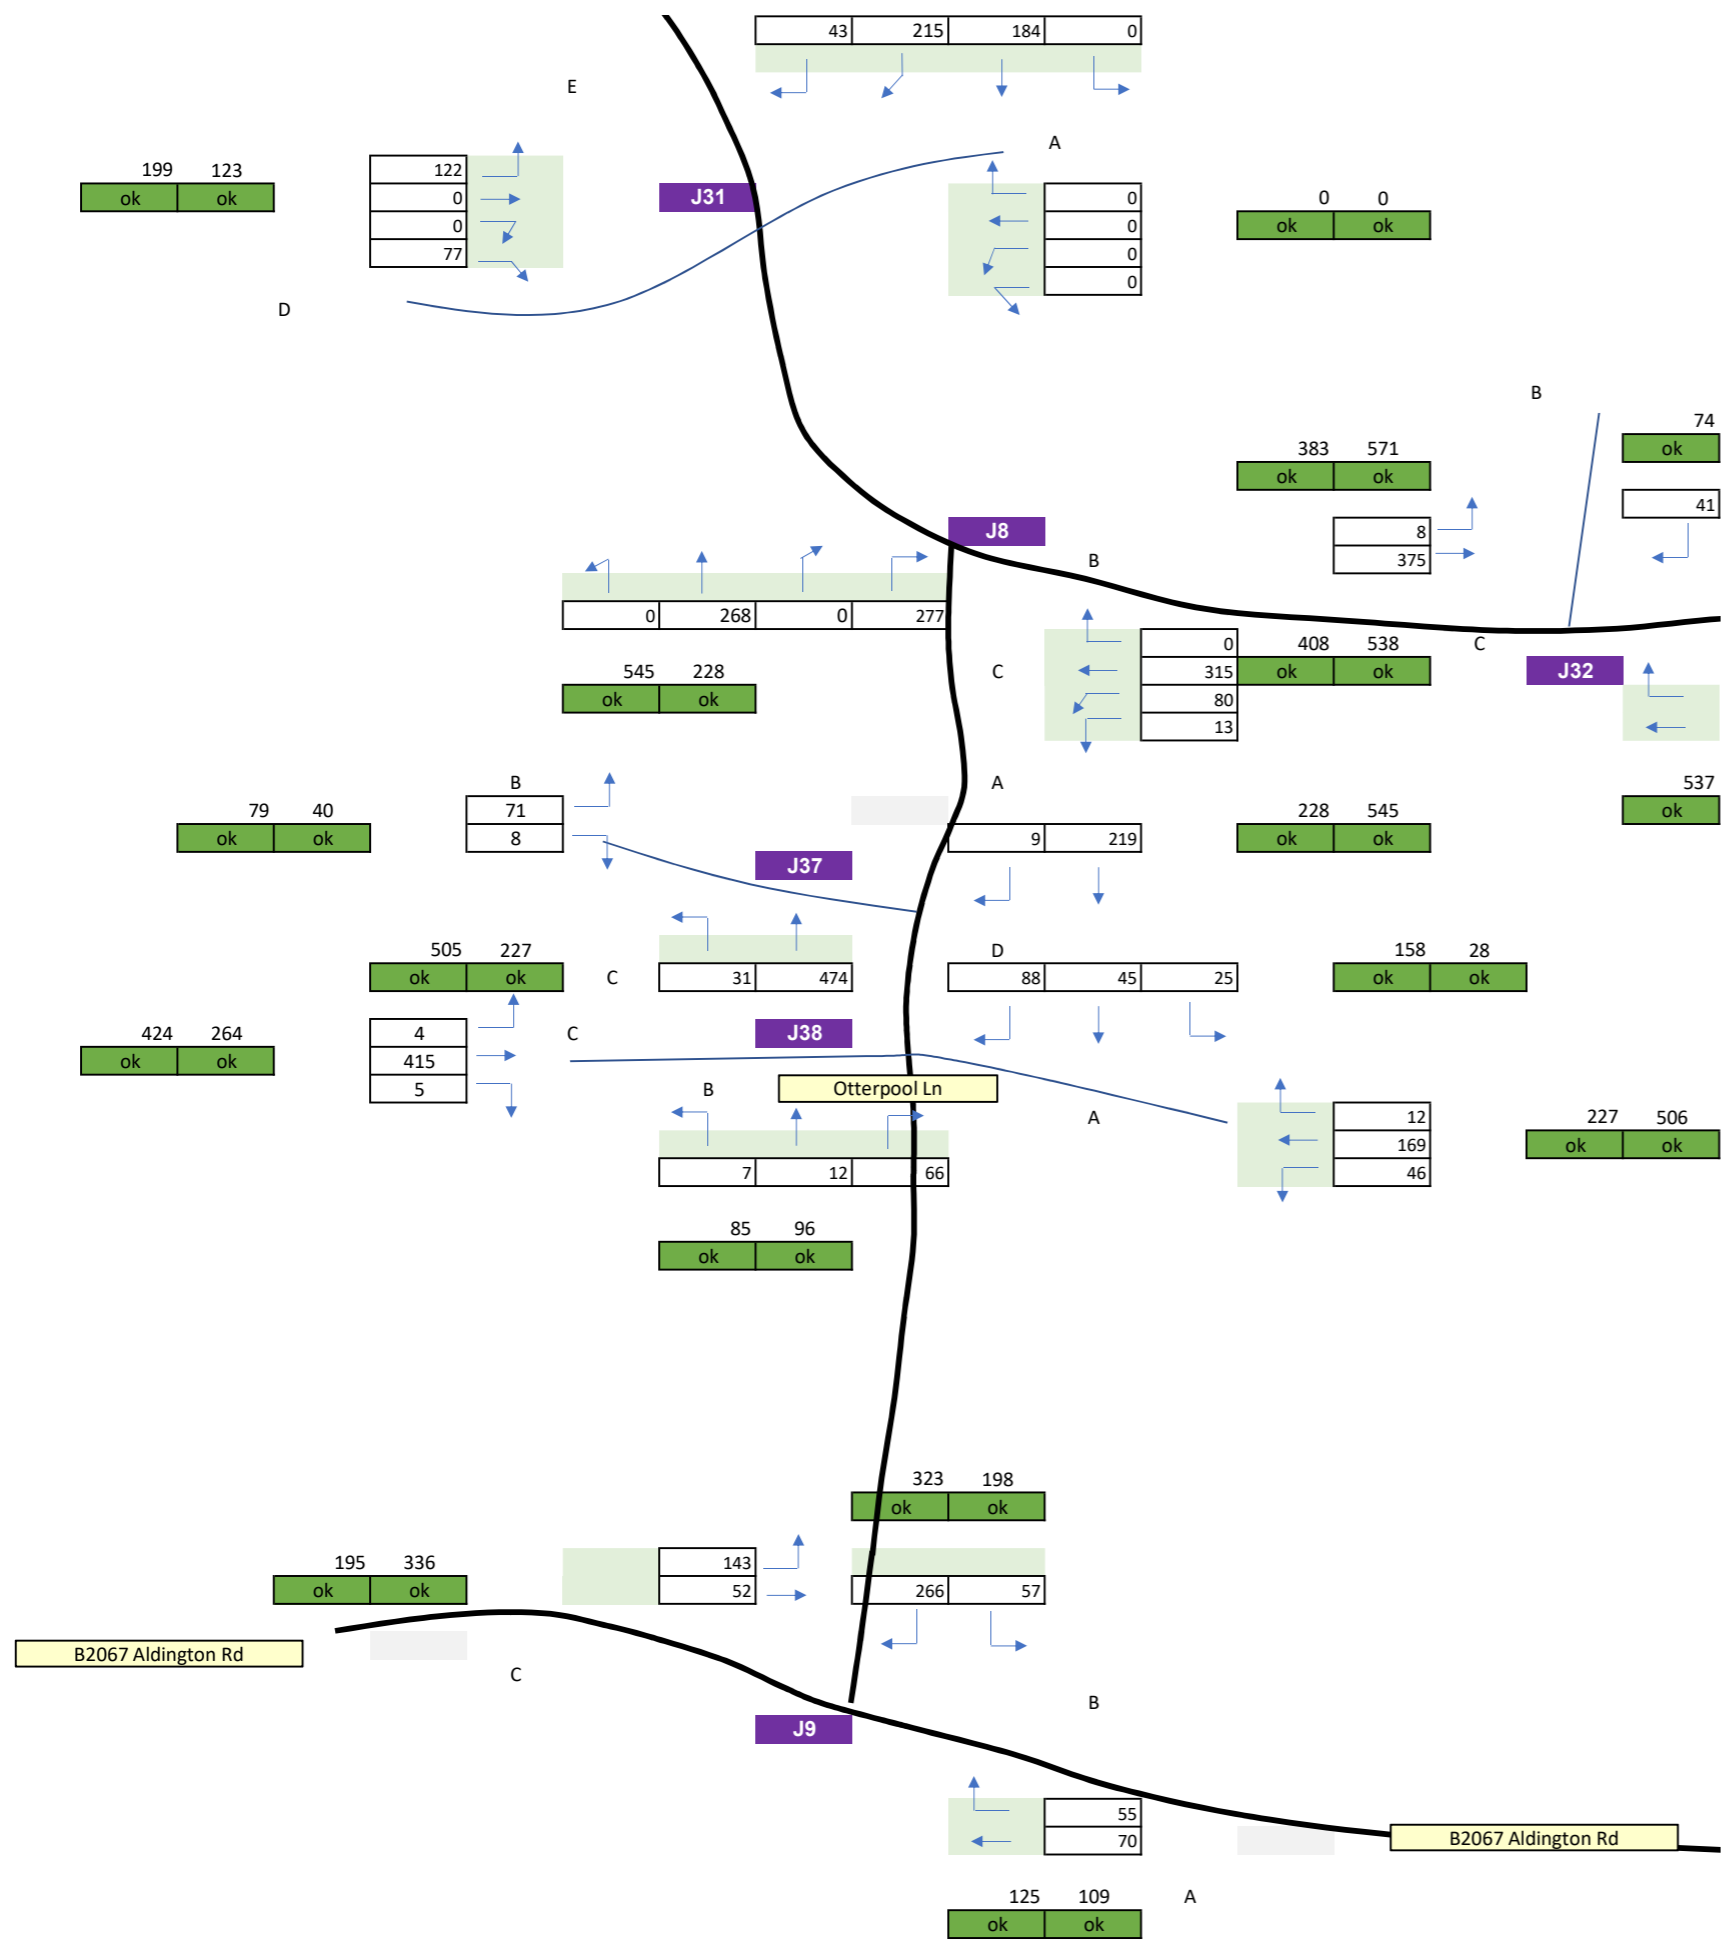 43 215 184 0
E
A
199 123
ok ok
122
0
0
77
J31
0
0
0
0
0 0
ok ok
D
B
74
ok
383 571
ok ok
41
8
375
J8
B
0 268 0 277
0
315
80
13
408 538
ok ok
C
J32
545 228
ok ok
C
B
A
79 40
ok ok
71
8
9 219
228 545
ok ok
537
ok
J37
505 227
ok ok
C
31 474
D
88 45 25
158 28
ok ok
424 264
ok ok
4
415
5
C
J38
Otterpool Ln
B
A
7 12 66
12
169
46
227 506
ok ok
85 96
ok ok
323 198
ok ok
195 336
ok ok
143
52
266 57
B2067 Aldington Rd
C
B
J9
55
70
B2067 Aldington Rd
125 109
ok ok
A